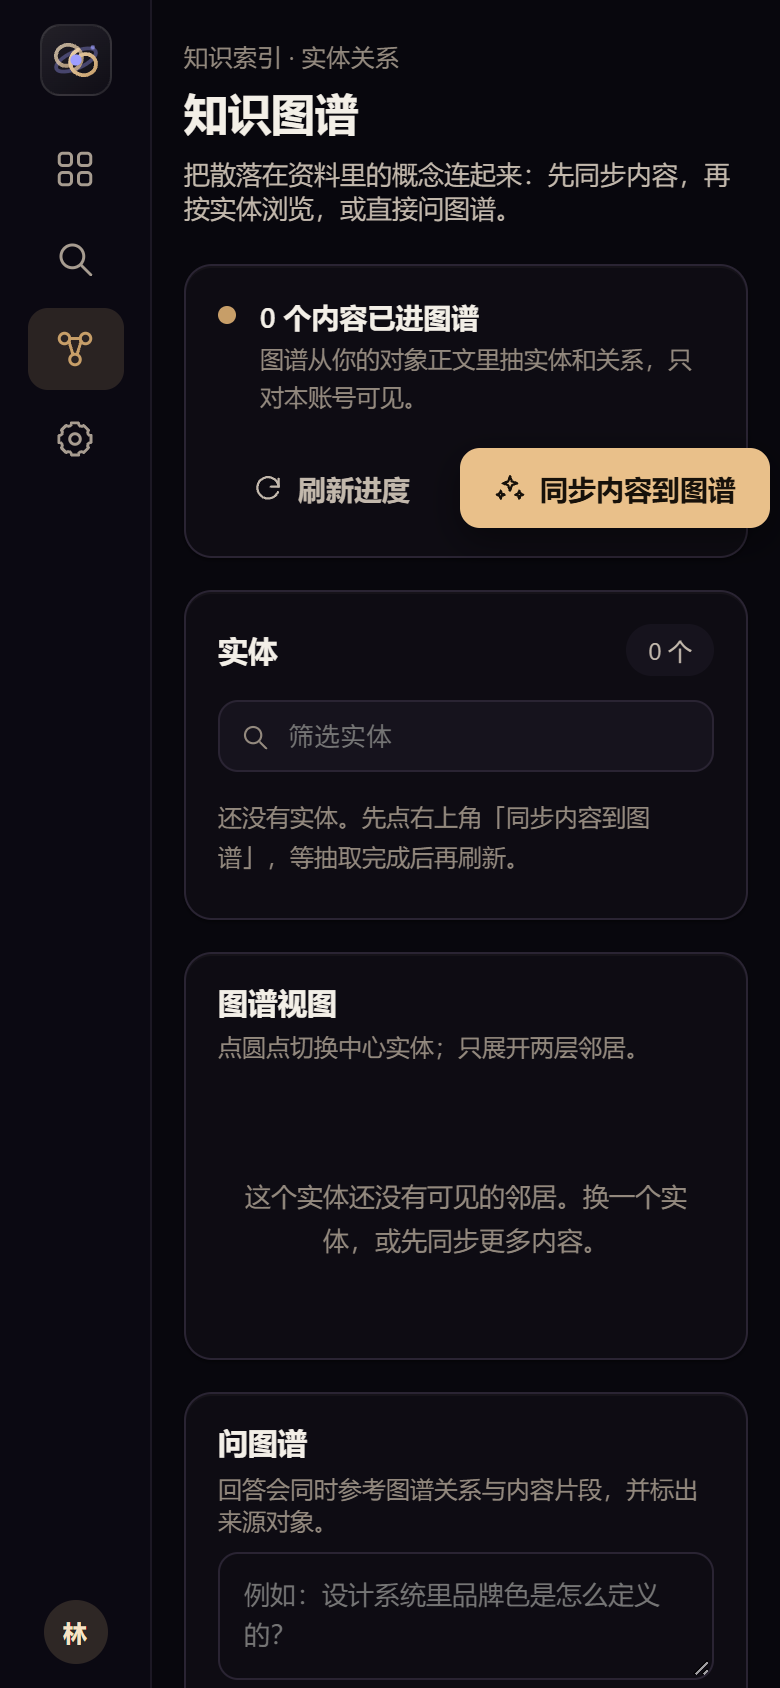 知识索引 · 实体关系
知识图谱
把散落在资料里的概念连起来：先同步内容，再
按实体浏览，或直接问图谱。
0 个内容已进图谱
图谱从你的对象正文里抽实体和关系，只
对本账号可见。
刷新进度
同步内容到图谱
实体
0 个
筛选实体
还没有实体。先点右上角「同步内容到图
谱」，等抽取完成后再刷新。
图谱视图
点圆点切换中心实体；只展开两层邻居。
这个实体还没有可见的邻居。换一个实
体，或先同步更多内容。
问图谱
回答会同时参考图谱关系与内容片段，并标出
来源对象。
例如：设计系统里品牌色是怎么定义
的？
林